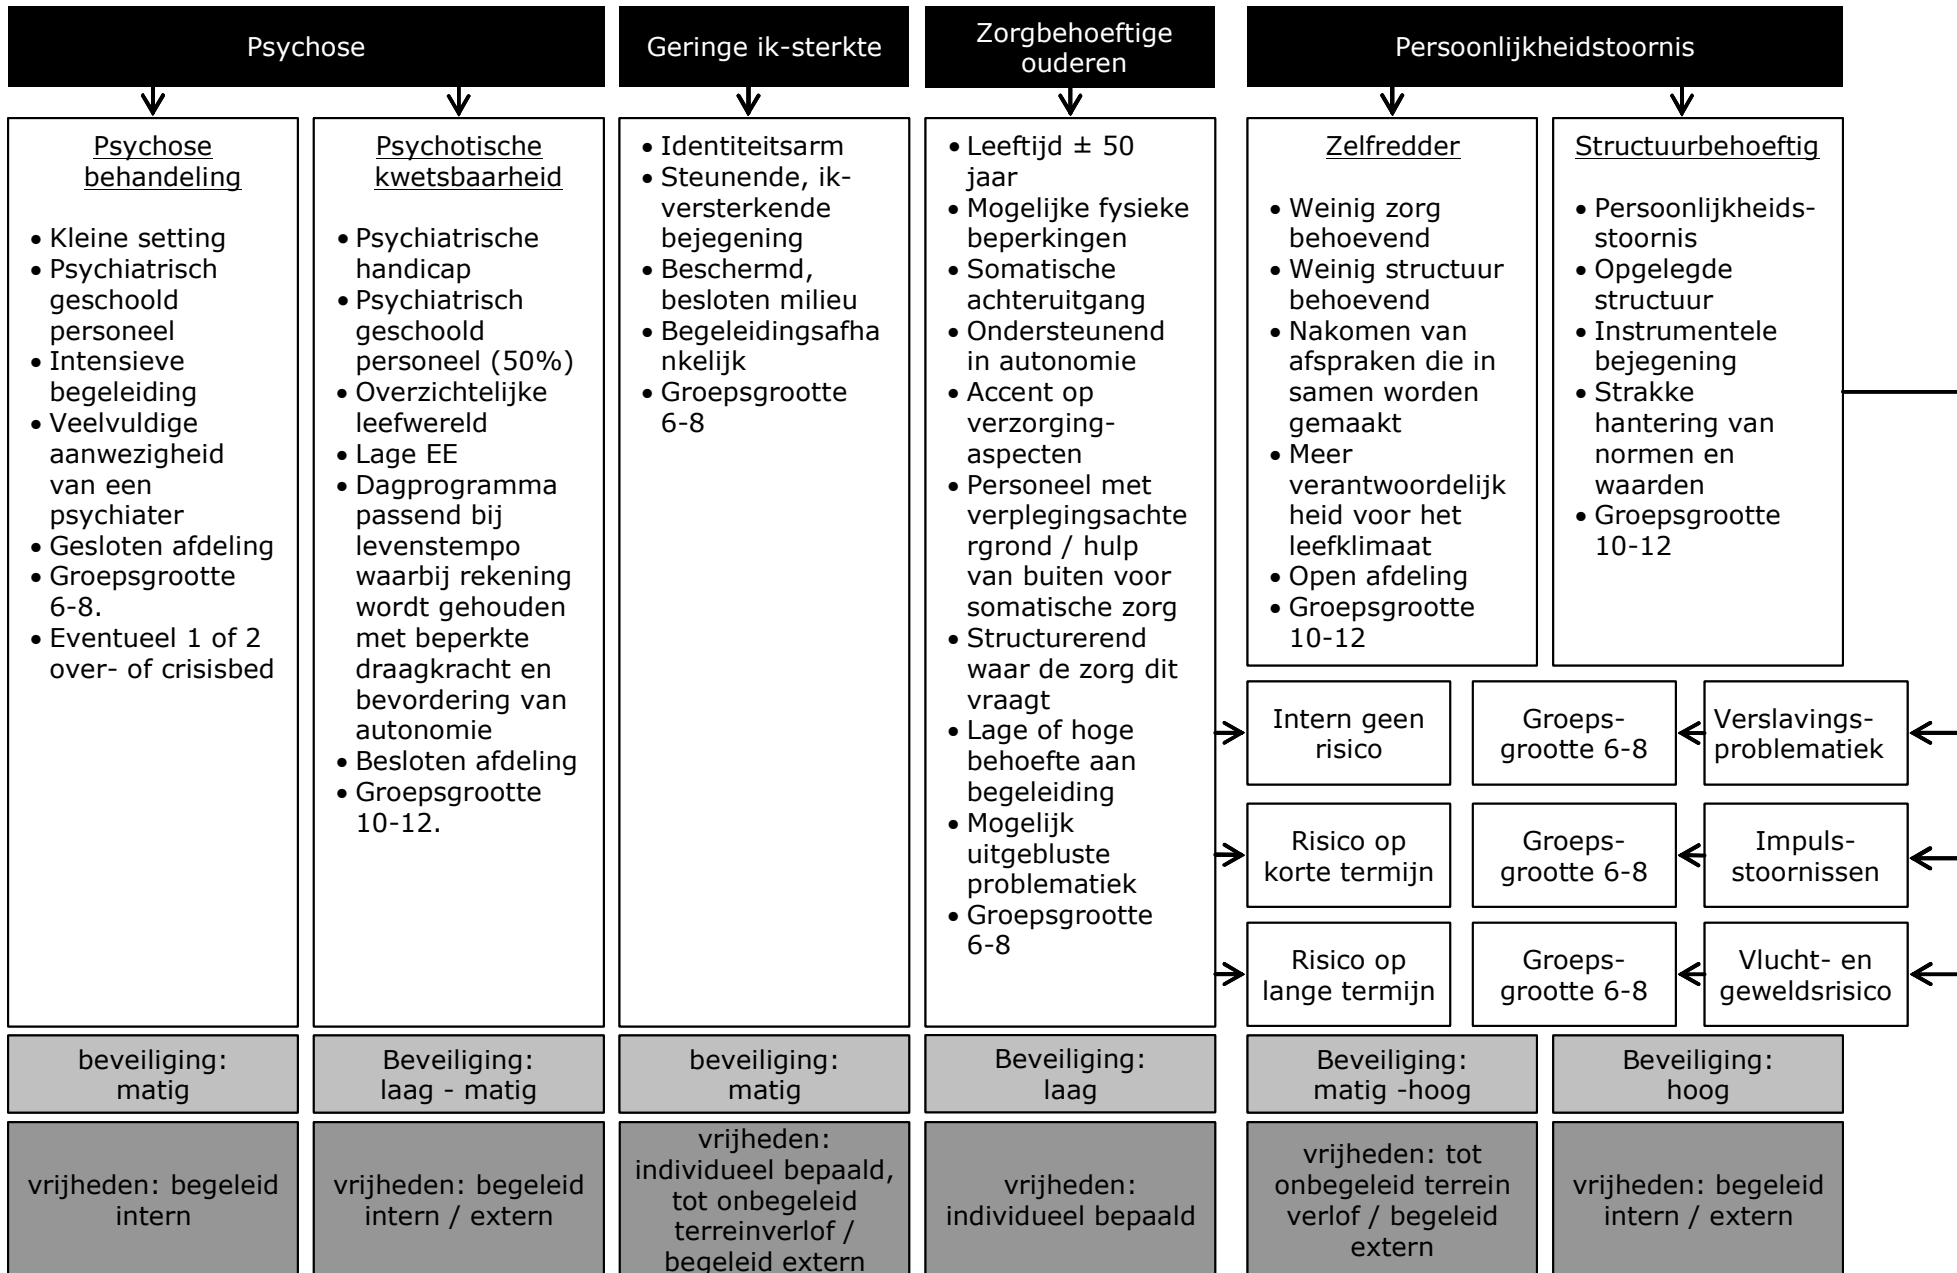 Psychose
Geringe ik-sterkte
Zorgbehoeftige
ouderen
Persoonlijkheidstoornis
Psychose
behandeling
• Kleine setting
• Psychiatrisch
geschoold
personeel
• Intensieve
begeleiding
• Veelvuldige
aanwezigheid
van een
psychiater
• Gesloten afdeling
• Groepsgrootte
6-8.
• Eventueel 1 of 2
over- of crisisbed
Psychotische
kwetsbaarheid
• Psychiatrische
handicap
• Psychiatrisch
geschoold
personeel (50%)
• Overzichtelijke
leefwereld
• Lage EE
• Dagprogramma
passend bij
levenstempo
waarbij rekening
wordt gehouden
met beperkte
draagkracht en
bevordering van
autonomie
• Besloten afdeling
• Groepsgrootte
10-12.
• Identiteitsarm
• Steunende, ik-
versterkende
bejegening
• Beschermd,
besloten milieu
• Begeleidingsafha
nkelijk
• Groepsgrootte
6-8
• Leeftijd ± 50
jaar
• Mogelijke fysieke
beperkingen
• Somatische
achteruitgang
• Ondersteunend
in autonomie
• Accent op
verzorging-
aspecten
• Personeel met
verplegingsachte
rgrond / hulp
van buiten voor
somatische zorg
• Structurerend
waar de zorg dit
vraagt
• Lage of hoge
behoefte aan
begeleiding
• Mogelijk
uitgebluste
problematiek
• Groepsgrootte
6-8
Zelfredder
• Weinig zorg
behoevend
• Weinig structuur
behoevend
• Nakomen van
afspraken die in
samen worden
gemaakt
• Meer
verantwoordelijk
heid voor het
leefklimaat
• Open afdeling
• Groepsgrootte
10-12
Structuurbehoeftig
• Persoonlijkheids-
stoornis
• Opgelegde
structuur
• Instrumentele
bejegening
• Strakke
hantering van
normen en
waarden
• Groepsgrootte
10-12
Intern geen
risico
Groeps-
grootte 6-8
Verslavings-
problematiek
Risico op
korte termijn
Groeps-
grootte 6-8
Impuls-
stoornissen
Risico op
lange termijn
Groeps-
grootte 6-8
Vlucht- en
geweldsrisico
beveiliging:
matig
Beveiliging:
laag - matig
beveiliging:
matig
Beveiliging:
laag
Beveiliging:
matig -hoog
Beveiliging:
hoog
vrijheden: begeleid
intern
vrijheden: begeleid
intern / extern
vrijheden:
individueel bepaald,
tot onbegeleid
terreinverlof /
begeleid extern
vrijheden:
individueel bepaald
vrijheden: tot
onbegeleid terrein
verlof / begeleid
extern
vrijheden: begeleid
intern / extern